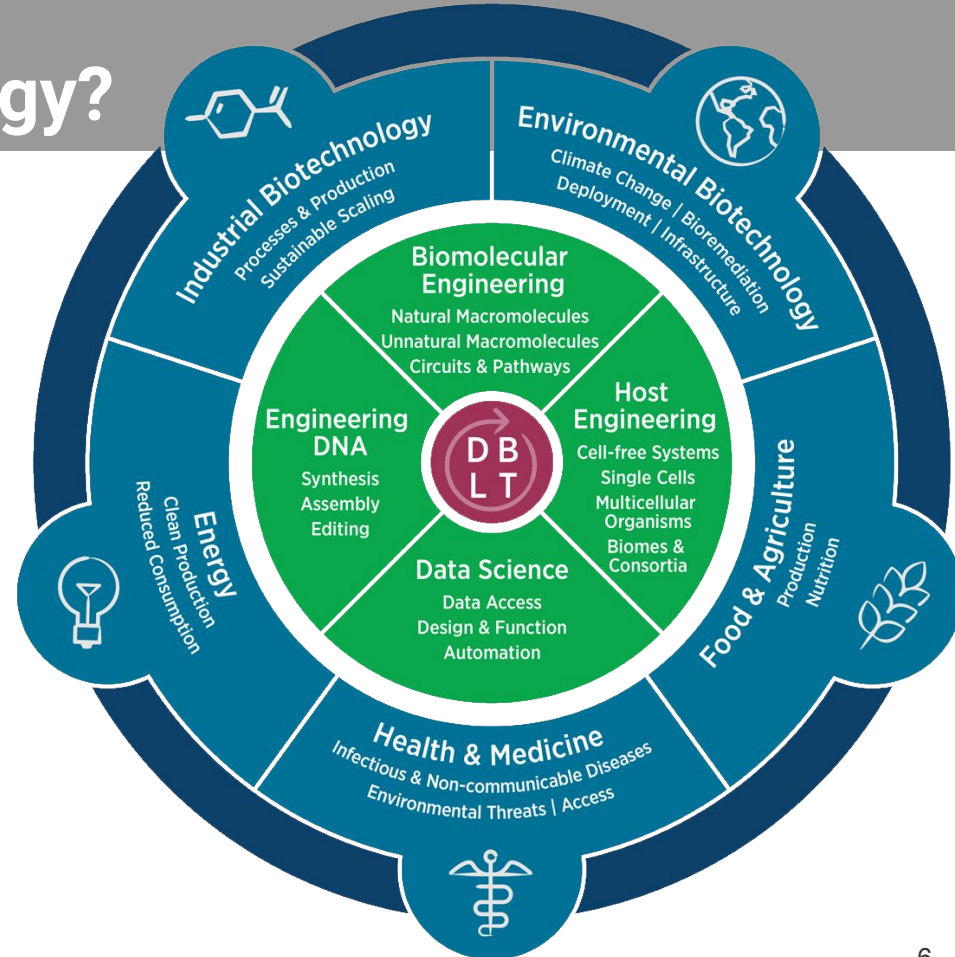 gy?
Industrial Biotechnology
Processes & Production
Sustainable Scaling
Environmental Biotechnology
Climate Change | Bioremediation
Deployment | Infrastructure
Biomolecular
Engineering
Natural Macromolecules
Unnatural Macromolecules
Circuits & Pathways
Engineering
DNA
Synthesis
Assembly
Editing
D B
L T
Host
Engineering
Cell-free Systems
Single Cells
Multicellular
Organisms
Biomes &
Consortia
Data Science
Data Access
Design & Function
Automation
Energy
Clean Production
Reduced Consumption
Food & Agriculture
Production
Nutrition
Health & Medicine
Infectious & Non-communicable Diseases
Environmental Threats | Access
6